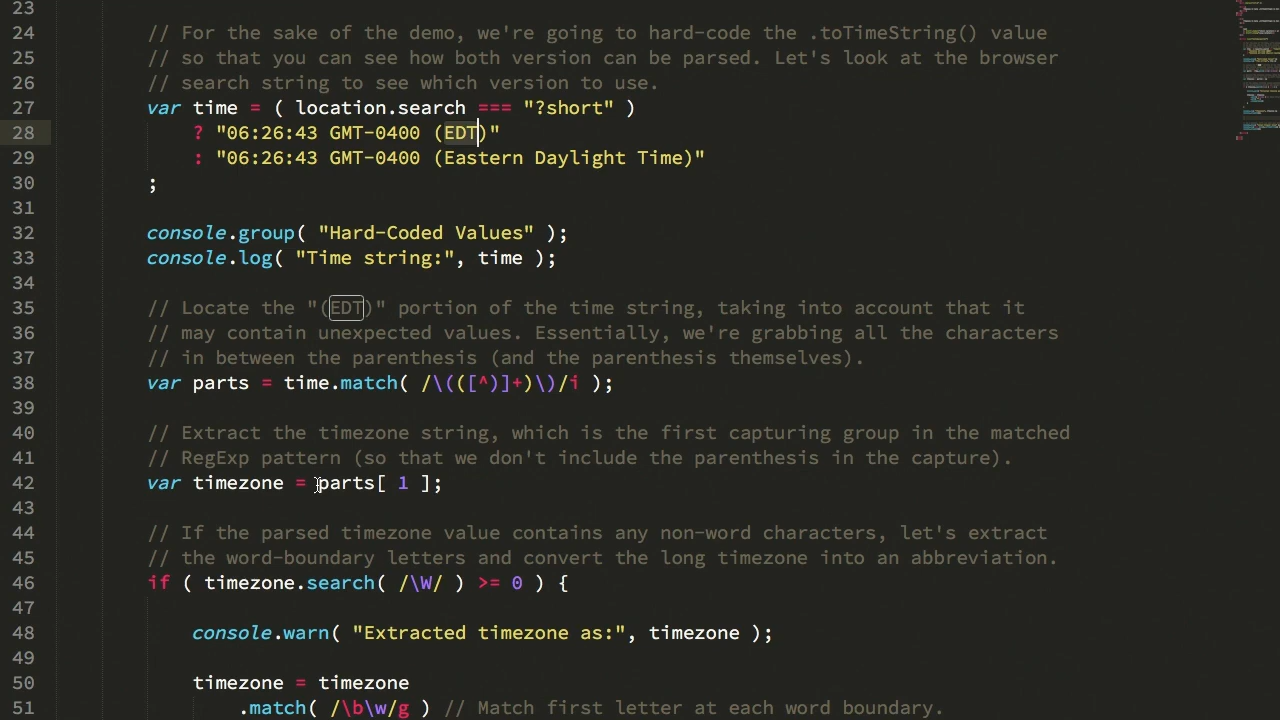 23
24 // For the sake of the demo, we're going to hard-code the .toTimeString() value
25 // so that you can see how both version can be parsed. Let's look at the browser
26 // search string to see which version to use.
27 var time = ( location.search === "?short" )
28 ? "06:26:43 GMT-0400 (EDT)"
29 : "06:26:43 GMT-0400 (Eastern Daylight Time)"
30 ;
31
32 console.group( "Hard-Coded Values" );
33 console.log( "Time string:", time );
34
35 // Locate the "(EDT)" portion of the time string, taking into account that it
36 // may contain unexpected values. Essentially, we're grabbing all the characters
37 // in between the parenthesis (and the parenthesis themselves).
38 var parts = time.match( /\(([^)]+)\)/i );
39
40 // Extract the timezone string, which is the first capturing group in the matched
41 // RegExp pattern (so that we don't include the parenthesis in the capture).
42 var timezone = parts[ 1 ];
43
44 // If the parsed timezone value contains any non-word characters, let's extract
45 // the word-boundary letters and convert the long timezone into an abbreviation.
46 if ( timezone.search( /\W/ ) >= 0 ) {
47
48 console.warn( "Extracted timezone as:", timezone );
49
50 timezone = timezone
51 .match( /\b\w/g ) // Match first letter at each word boundary.